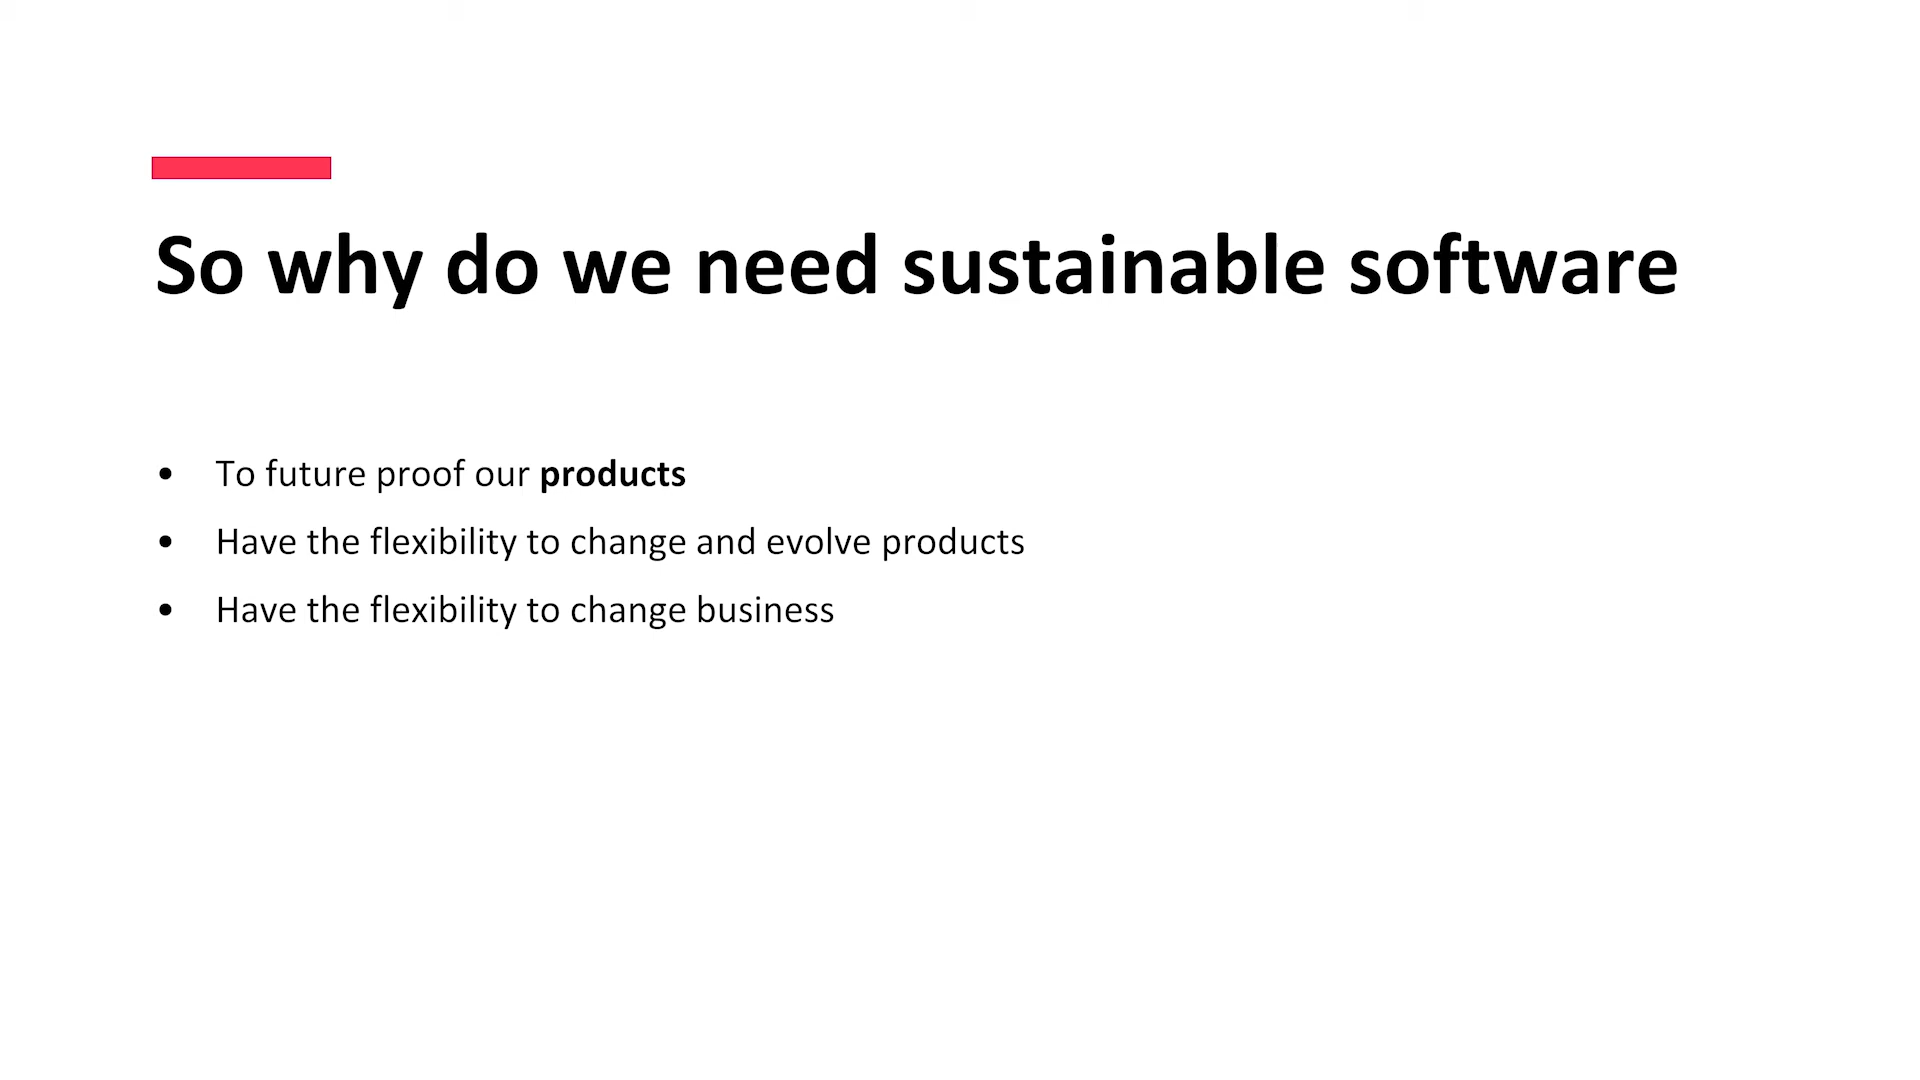 So why do we need sustainable software
• To future proof our products
• Have the flexibility to change and evolve products
• Have the flexibility to change business